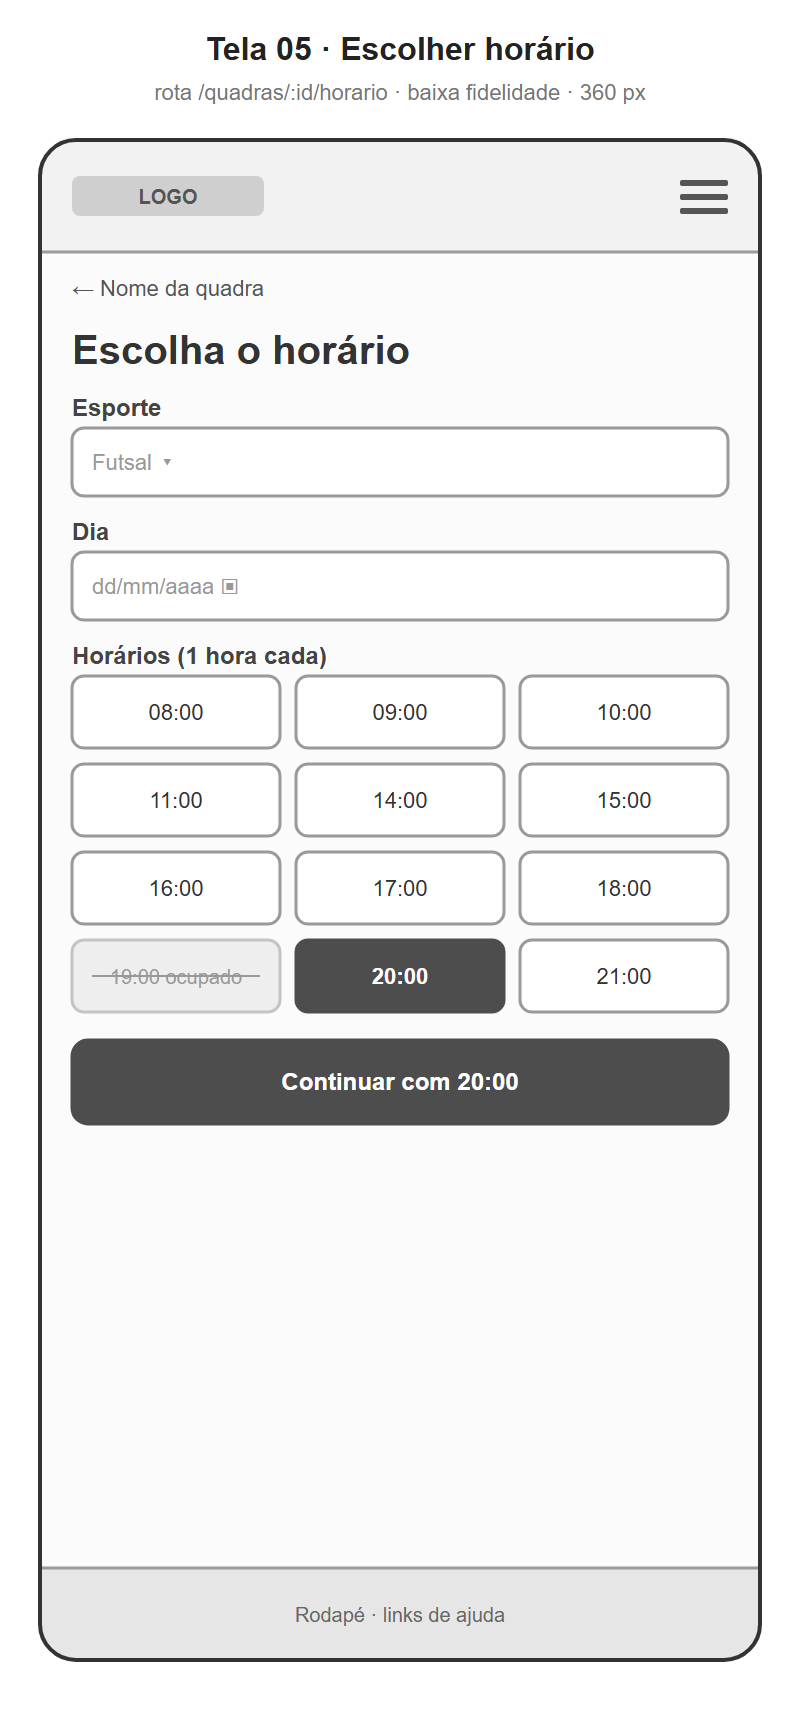 Tela 05 · Escolher horário
rota /quadras/:id/horario · baixa fidelidade · 360 px
LOGO
← Nome da quadra
Escolha o horário
Esporte
Futsal ▾
Dia
dd/mm/aaaa ▣
Horários (1 hora cada)
08:00 09:00 10:00
11:00 14:00 15:00
16:00 17:00 18:00
19:00 ocupado 20:00 21:00
Continuar com 20:00
Rodapé · links de ajuda